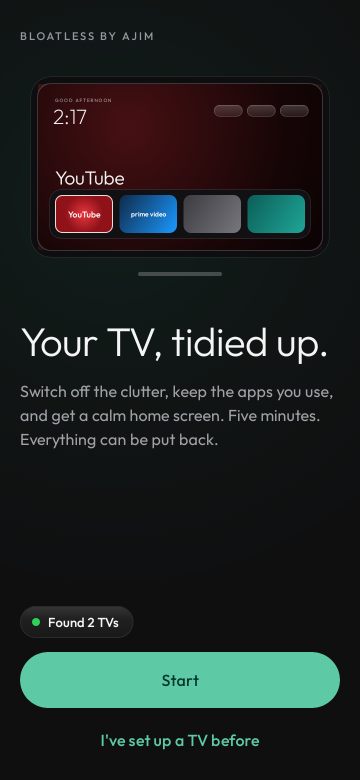 BLOATLESS BY AJIM
GOOD AFTERNOON
2:17
YouTube
YouTube
prime video
Your TV, tidied up.
Switch off the clutter, keep the apps you use,
and get a calm home screen. Five minutes.
Everything can be put back.
Found 2 TVs
Start
I've set up a TV before